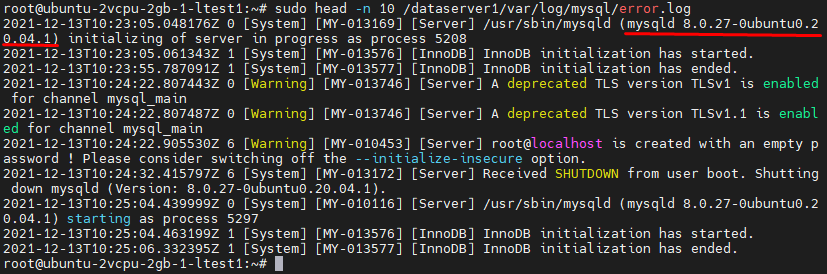 root@ubuntu-2vcpu-2gb-1-ltest1:~# sudo head -n 10 /dataserver1/var/log/mysql/error.log
2021-12-13T10:23:05.048176Z 0 [System] [MY-013169] [Server] /usr/sbin/mysqld (mysqld 8.0.27-0ubuntu0.2
0.04.1) initializing of server in progress as process 5208
2021-12-13T10:23:05.061343Z 1 [System] [MY-013576] [InnoDB] InnoDB initialization has started.
2021-12-13T10:23:55.787091Z 1 [System] [MY-013577] [InnoDB] InnoDB initialization has ended.
2021-12-13T10:24:22.807443Z 0 [Warning] [MY-013746] [Server] A deprecated TLS version TLSv1 is enabled
 for channel mysql_main
2021-12-13T10:24:22.807487Z 0 [Warning] [MY-013746] [Server] A deprecated TLS version TLSv1.1 is enabl
ed for channel mysql_main
2021-12-13T10:24:22.905530Z 6 [Warning] [MY-010453] [Server] root@localhost is created with an empty p
assword ! Please consider switching off the --initialize-insecure option.
2021-12-13T10:24:32.415797Z 6 [System] [MY-013172] [Server] Received SHUTDOWN from user boot. Shutting
 down mysqld (Version: 8.0.27-0ubuntu0.20.04.1).
2021-12-13T10:25:04.439999Z 0 [System] [MY-010116] [Server] /usr/sbin/mysqld (mysqld 8.0.27-0ubuntu0.2
0.04.1) starting as process 5297
2021-12-13T10:25:04.463199Z 1 [System] [MY-013576] [InnoDB] InnoDB initialization has started.
2021-12-13T10:25:06.332395Z 1 [System] [MY-013577] [InnoDB] InnoDB initialization has ended.
root@ubuntu-2vcpu-2gb-1-ltest1:~#